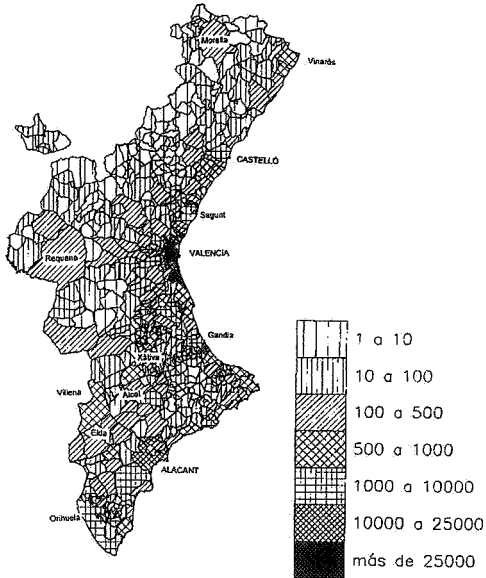 Morella
Vinaròs
CASTELLÓ
Sagunt
VALENCIA
Requena
Gandia
Xàtiva
Villena
Alcoi
Elda
ALACANT
Orihuela
1 a 10
10 a 100
100 a 500
500 a 1000
1000 a 10000
10000 a 25000
más de 25000